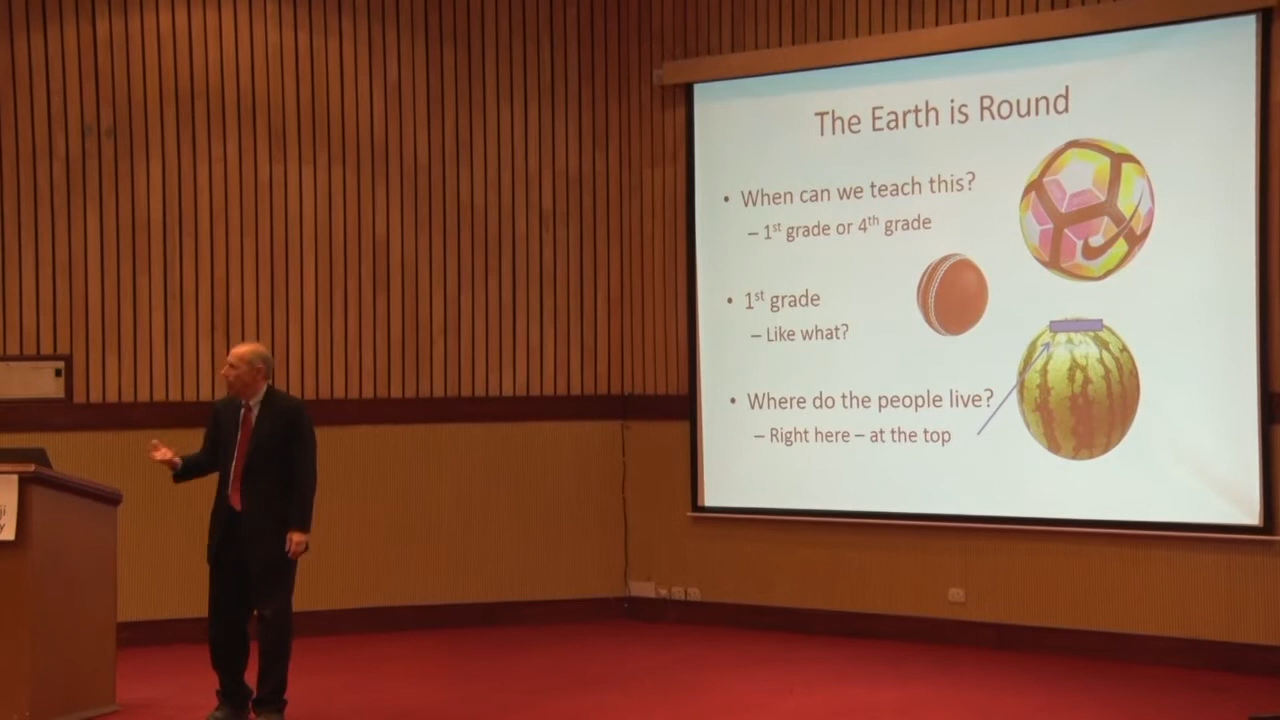 The Earth is Round
• When can we teach this?
– 1st grade or 4th grade
• 1st grade
– Like what?
• Where do the people live?
– Right here – at the top
ji
y